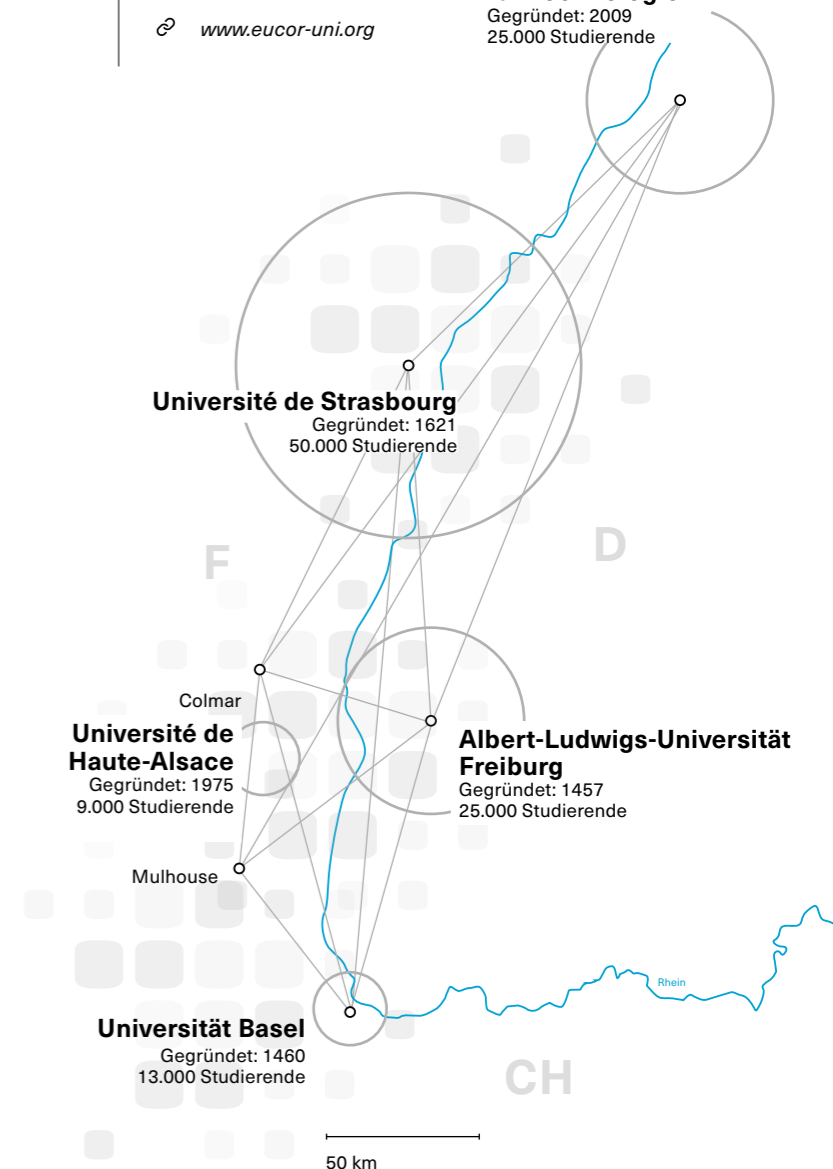 www.eucor-uni.org
Gegründet: 2009
25.000 Studierende
Université de Strasbourg
Gegründet: 1621
50.000 Studierende
F
D
Colmar
Université de
Haute-Alsace
Gegründet: 1975
9.000 Studierende
Albert-Ludwigs-Universität
Freiburg
Gegründet: 1457
25.000 Studierende
Mulhouse
Rhein
Universität Basel
Gegründet: 1460
13.000 Studierende
CH
50 km